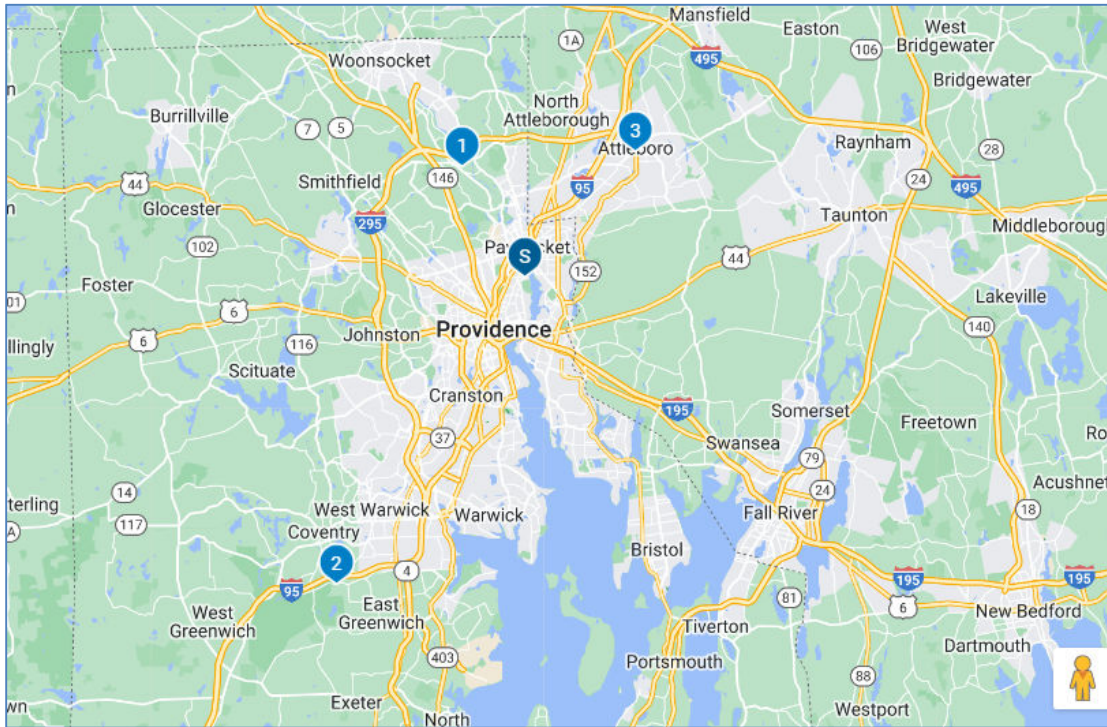 Mansfield
Easton
West
Bridgewater
1A
106
Woonsocket
495
Bridgewater
North
Attleborough
Burrillville
7
5
3
1
Attleboro
Raynham
28
Smithfield
146
44
95
24
495
Glocester
295
Taunton
Middleborough
102
S
44
152
Foster
Lakeville
6
6
Johnston
Providence
140
116
Scituate
Cranston
195
Somerset
Freetown
37
Swansea
79
14
24
Acushnet
117
West Warwick
Warwick
Fall River
18
Coventry
2
Bristol
95
4
195
195
81
6
West
Greenwich
East
Greenwich
New Bedford
Tiverton
Dartmouth
403
Portsmouth
88
Exeter
North
Westport